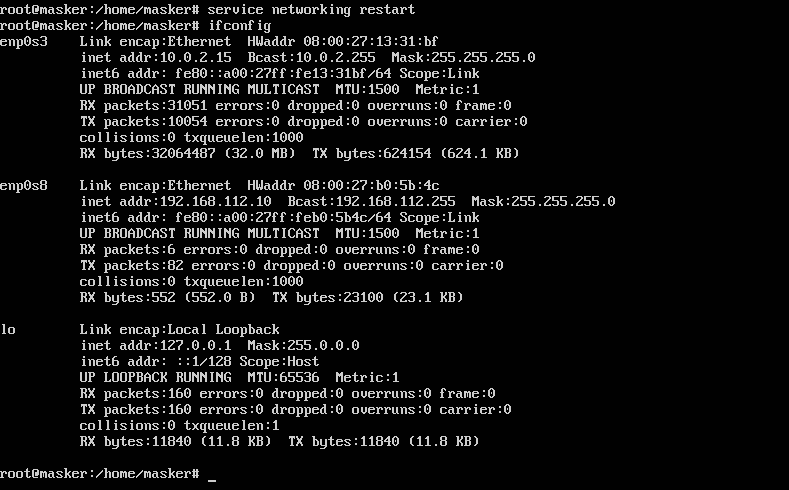 root@masker:/home/masker# service networking restart
root@masker:/home/masker# ifconfig
enp0s3    Link encap:Ethernet  HWaddr 08:00:27:13:31:bf
          inet addr:10.0.2.15  Bcast:10.0.2.255  Mask:255.255.255.0
          inet6 addr: fe80::a00:27ff:fe13:31bf/64 Scope:Link
          UP BROADCAST RUNNING MULTICAST  MTU:1500  Metric:1
          RX packets:31051 errors:0 dropped:0 overruns:0 frame:0
          TX packets:10054 errors:0 dropped:0 overruns:0 carrier:0
          collisions:0 txqueuelen:1000
          RX bytes:32064487 (32.0 MB)  TX bytes:624154 (624.1 KB)
enp0s8    Link encap:Ethernet  HWaddr 08:00:27:b0:5b:4c
          inet addr:192.168.112.10  Bcast:192.168.112.255  Mask:255.255.255.0
          inet6 addr: fe80::a00:27ff:feb0:5b4c/64 Scope:Link
          UP BROADCAST RUNNING MULTICAST  MTU:1500  Metric:1
          RX packets:6 errors:0 dropped:0 overruns:0 frame:0
          TX packets:82 errors:0 dropped:0 overruns:0 carrier:0
          collisions:0 txqueuelen:1000
          RX bytes:552 (552.0 B)  TX bytes:23100 (23.1 KB)
lo        Link encap:Local Loopback
          inet addr:127.0.0.1  Mask:255.0.0.0
          inet6 addr: ::1/128 Scope:Host
          UP LOOPBACK RUNNING  MTU:65536  Metric:1
          RX packets:160 errors:0 dropped:0 overruns:0 frame:0
          TX packets:160 errors:0 dropped:0 overruns:0 carrier:0
          collisions:0 txqueuelen:1
          RX bytes:11840 (11.8 KB)  TX bytes:11840 (11.8 KB)
root@masker:/home/masker# _